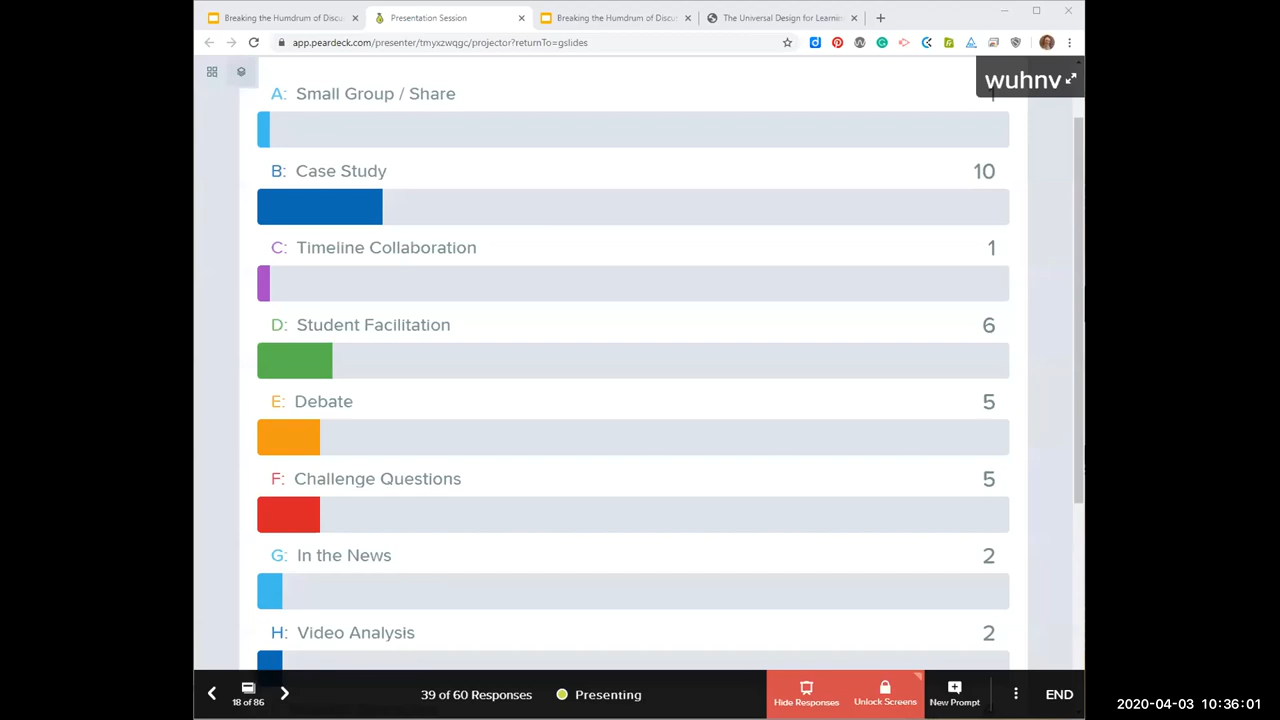 Breaking the Humdrum of Discu
Presentation Session
Breaking the Humdrum of Discus
The Universal Design for Learnin
app.peardeck.com/presenter/tmyxzwqgc/projector?returnTo=gslides
wuhnv
A: Small Group / Share
B: Case Study 10
C: Timeline Collaboration 1
D: Student Facilitation 6
E: Debate 5
F: Challenge Questions 5
G: In the News 2
H: Video Analysis 2
18 of 86
39 of 60 Responses
Presenting
Hide Responses
Unlock Screens
New Prompt
END
2020-04-03 10:36:01